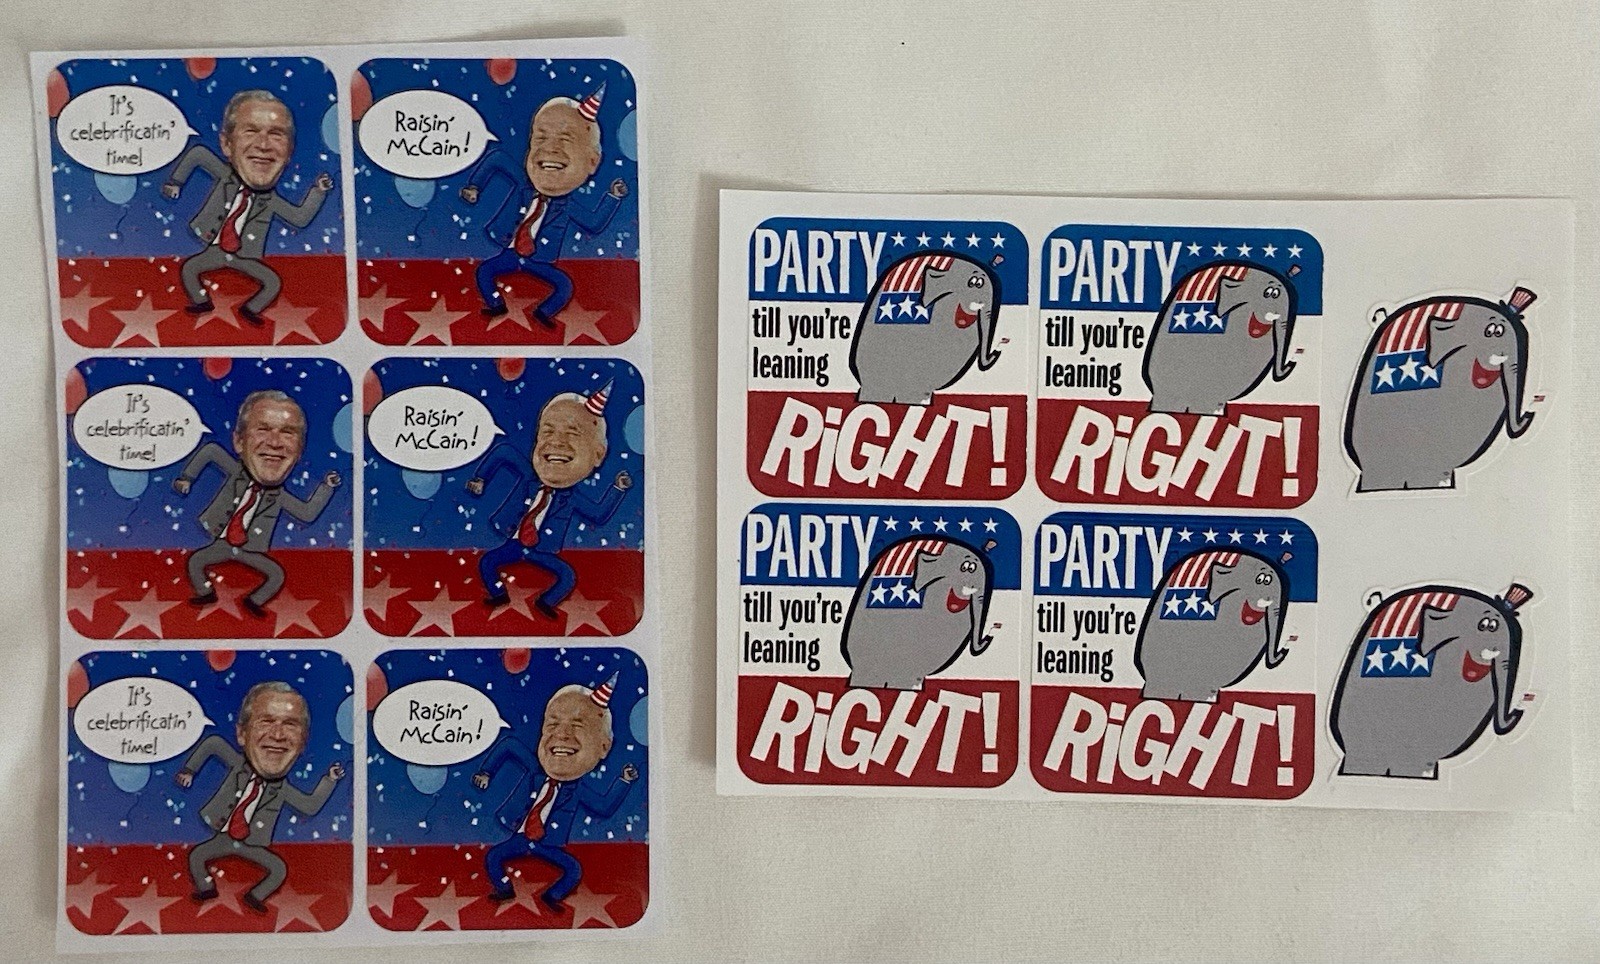 It's
celebrificatin'
time!
Raisin'
McCain!
It's
celebrificatin'
time!
Raisin'
McCain!
It's
celebrificatin'
time!
Raisin'
McCain!
PARTY
till you're
leaning
RiGHT!
PARTY
till you're
leaning
RiGHT!
PARTY
till you're
leaning
RiGHT!
PARTY
till you're
leaning
RiGHT!